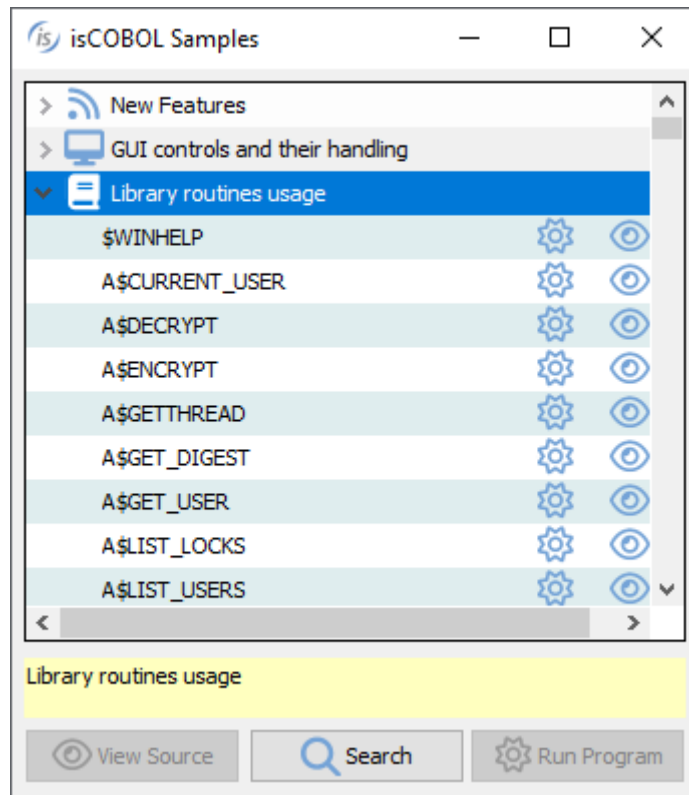 is isCOBOL Samples
New Features
GUI controls and their handling
Library routines usage
$WINHELP
A$CURRENT_USER
A$DECRYPT
A$ENCRYPT
A$GETTHREAD
A$GET_DIGEST
A$GET_USER
A$LIST_LOCKS
A$LIST_USERS
Library routines usage
View Source Search Run Program